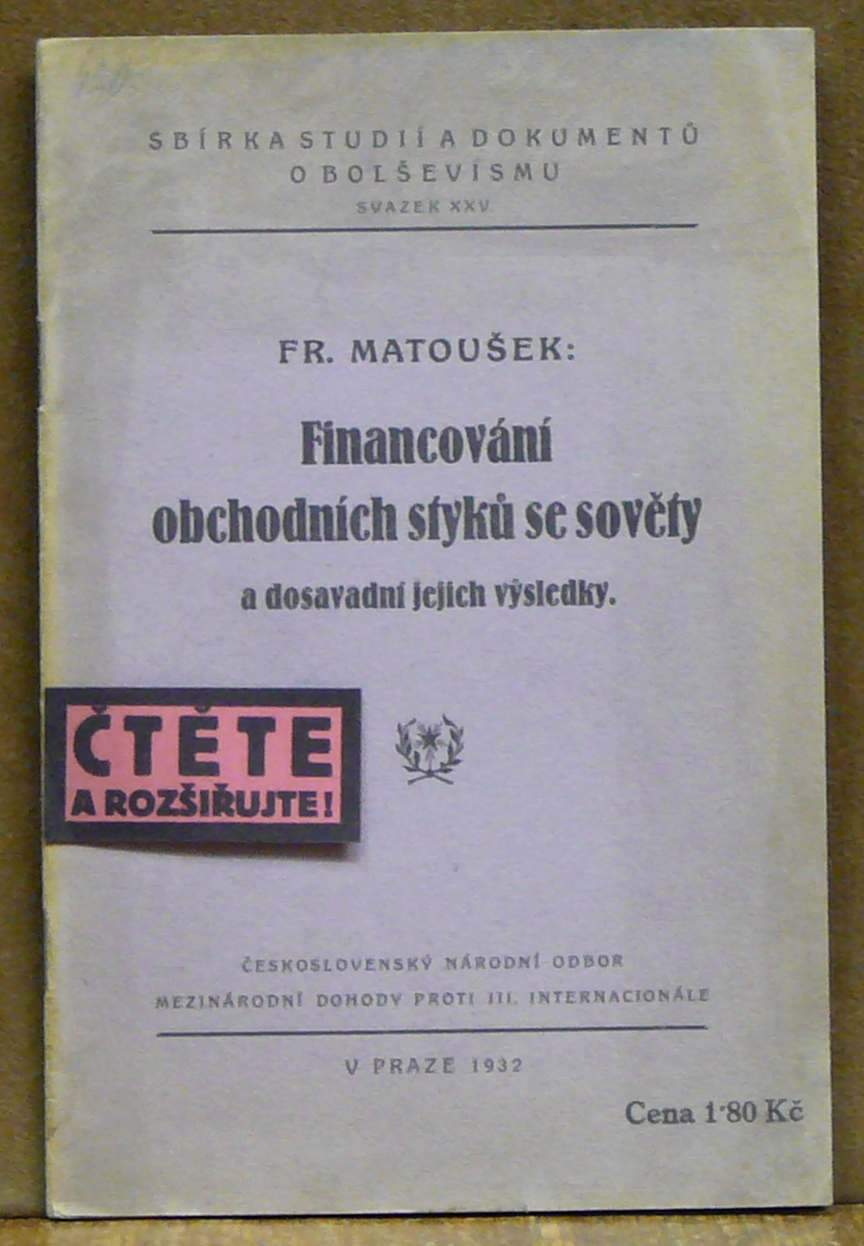 SBÍRKA STUDIÍ A DOKUMENTŮ
O BOLŠEVISMU
SVAZEK XXV.
FR. MATOUŠEK:
Financování
obchodních styků se sověty
a dosavadní jejich výsledky.
ČTĚTE
A ROZŠIŘUJTE!
ČESKOSLOVENSKÝ NÁRODNÍ ODBOR
MEZINÁRODNÍ DOHODY PROTI III. INTERNACIONÁLE
V PRAZE 1932
Cena 1·80 Kč